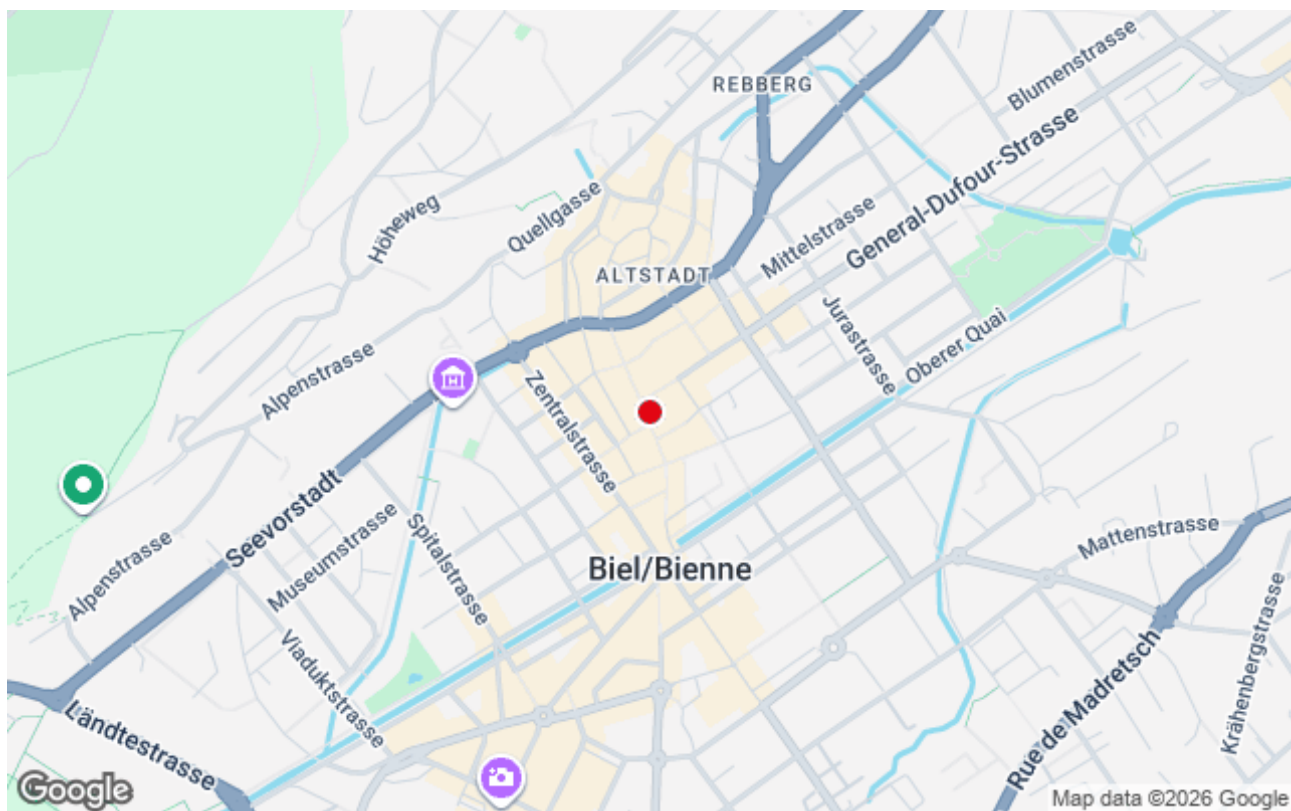 REBBERG
Blumenstrasse
General-Dufour-Strasse
Höheweg
Quellgasse
Mittelstrasse
ALTSTADT
Jurastrasse
Oberer Quai
Alpenstrasse
Zentralstrasse
Seevorstadt
Museumstrasse
Spitalstrasse
Alpenstrasse
Biel/Bienne
Mattenstrasse
Krähenbergstrasse
Rue de Madretsch
Viaduktstrasse
Ländtestrasse
Google
Map data ©2026 Google